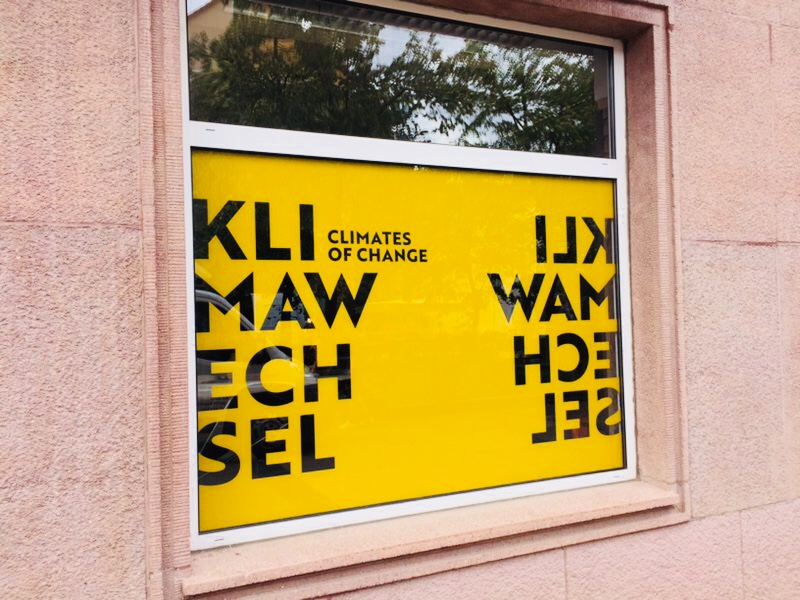 KLI
CLIMATES
OF CHANGE
MAW
ECH
SEL
KLI
MAW
ECH
SEL